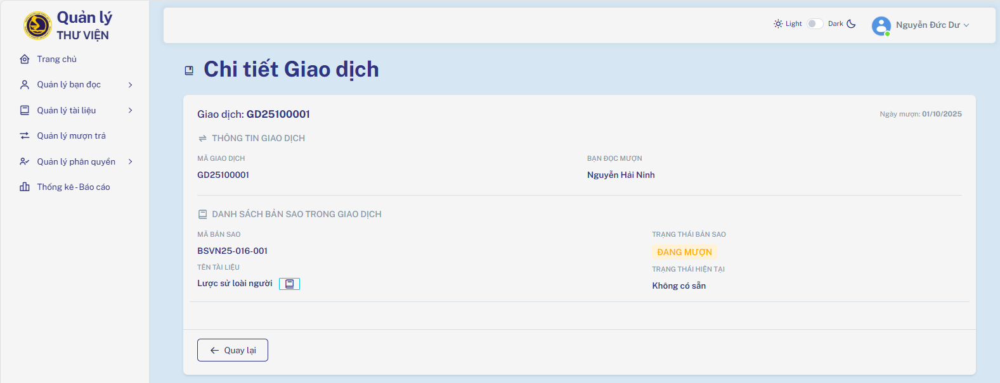 Quản lý
THƯ VIỆN
Trang chủ
Quản lý bạn đọc
Quản lý tài liệu
Quản lý mượn trả
Quản lý phân quyền
Thống kê - Báo cáo
Light Dark
Nguyễn Đức Dư
Chi tiết Giao dịch
Giao dịch: GD25100001
Ngày mượn: 01/10/2025
THÔNG TIN GIAO DỊCH
MÃ GIAO DỊCH
GD25100001
BẠN ĐỌC MƯỢN
Nguyễn Hải Ninh
DANH SÁCH BẢN SAO TRONG GIAO DỊCH
MÃ BẢN SAO
BSVN25-016-001
TÊN TÀI LIỆU
Lược sử loài người
TRẠNG THÁI BẢN SAO
ĐANG MƯỢN
TRẠNG THÁI HIỆN TẠI
Không có sẵn
Quay lại